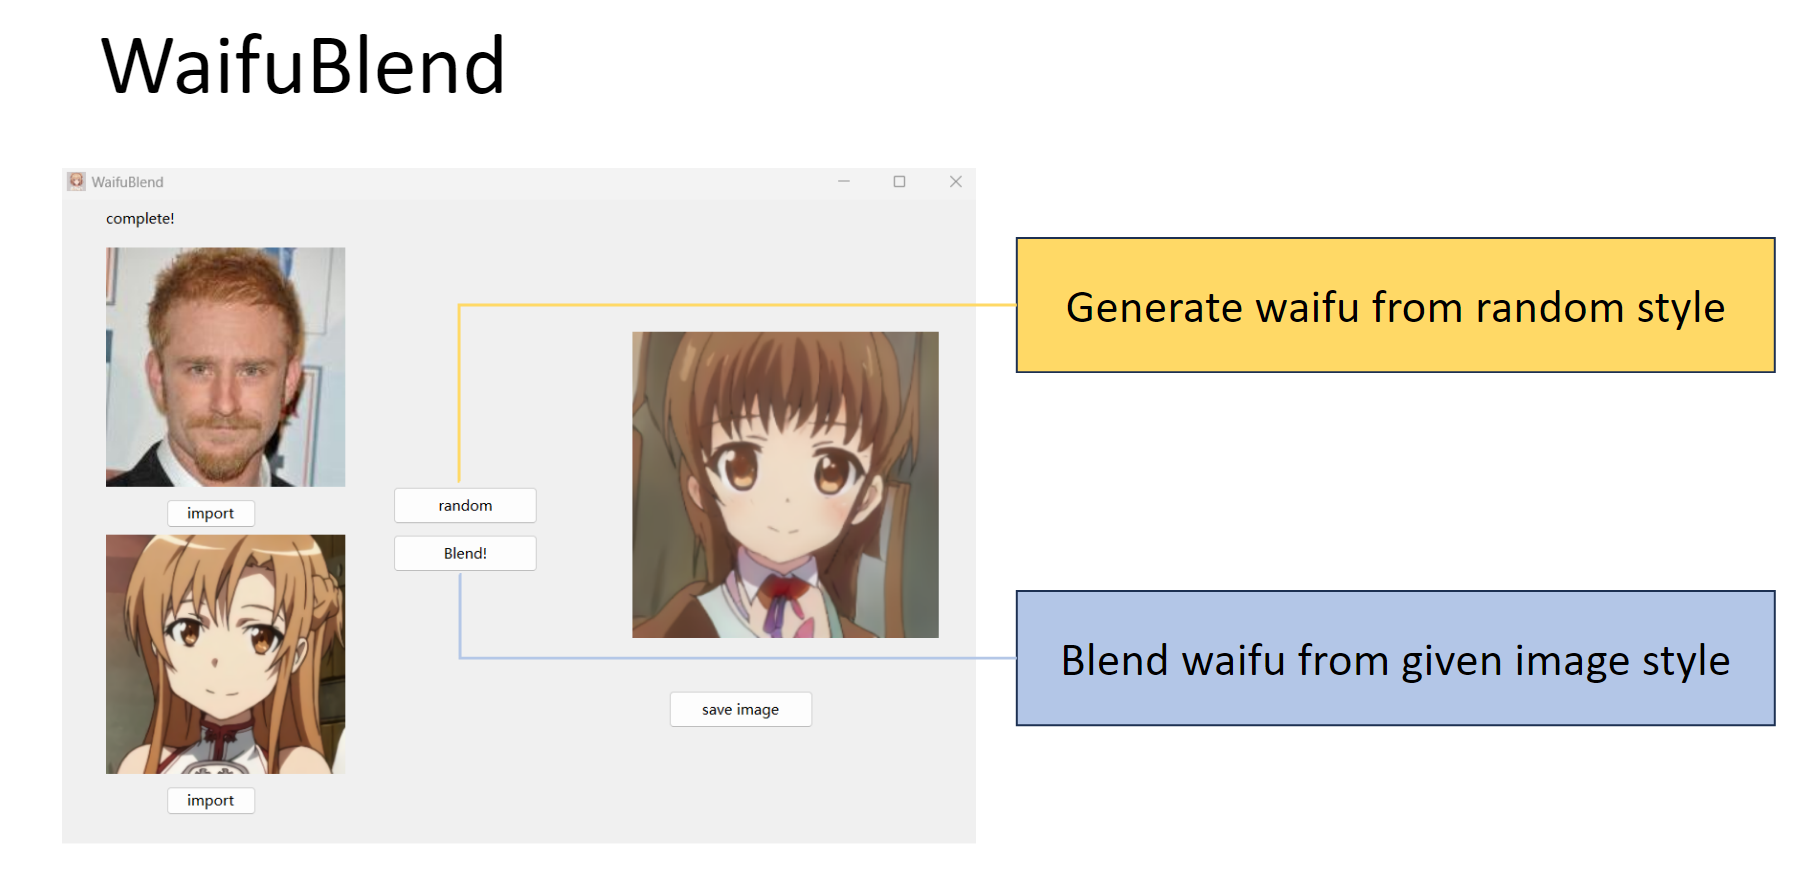 WaifuBlend
WaifuBlend
complete!
import
import
random
Blend!
save image
Generate waifu from random style
Blend waifu from given image style